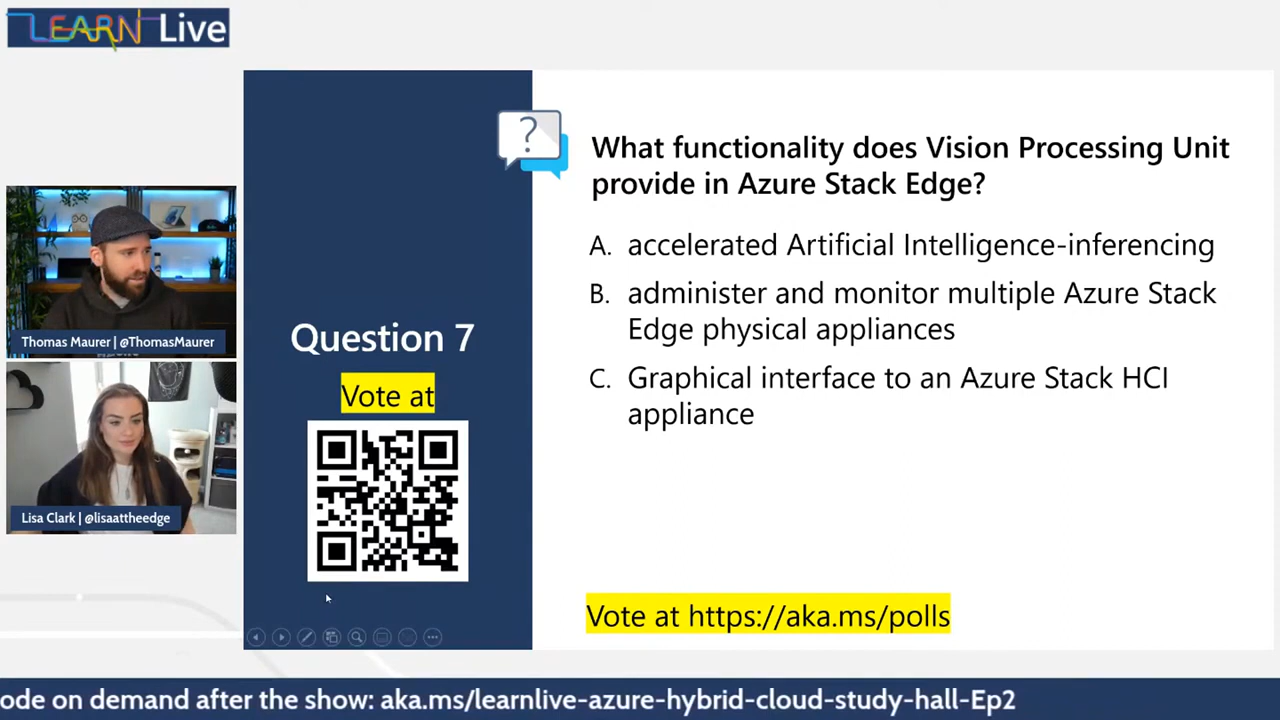 LEARN Live
What functionality does Vision Processing Unit
provide in Azure Stack Edge?
A. accelerated Artificial Intelligence-inferencing
B. administer and monitor multiple Azure Stack
Edge physical appliances
C. Graphical interface to an Azure Stack HCI
appliance
Question 7
Vote at
Thomas Maurer | @ThomasMaurer
Lisa Clark | @lisaattheedge
Vote at https://aka.ms/polls
ode on demand after the show: aka.ms/learnlive-azure-hybrid-cloud-study-hall-Ep2